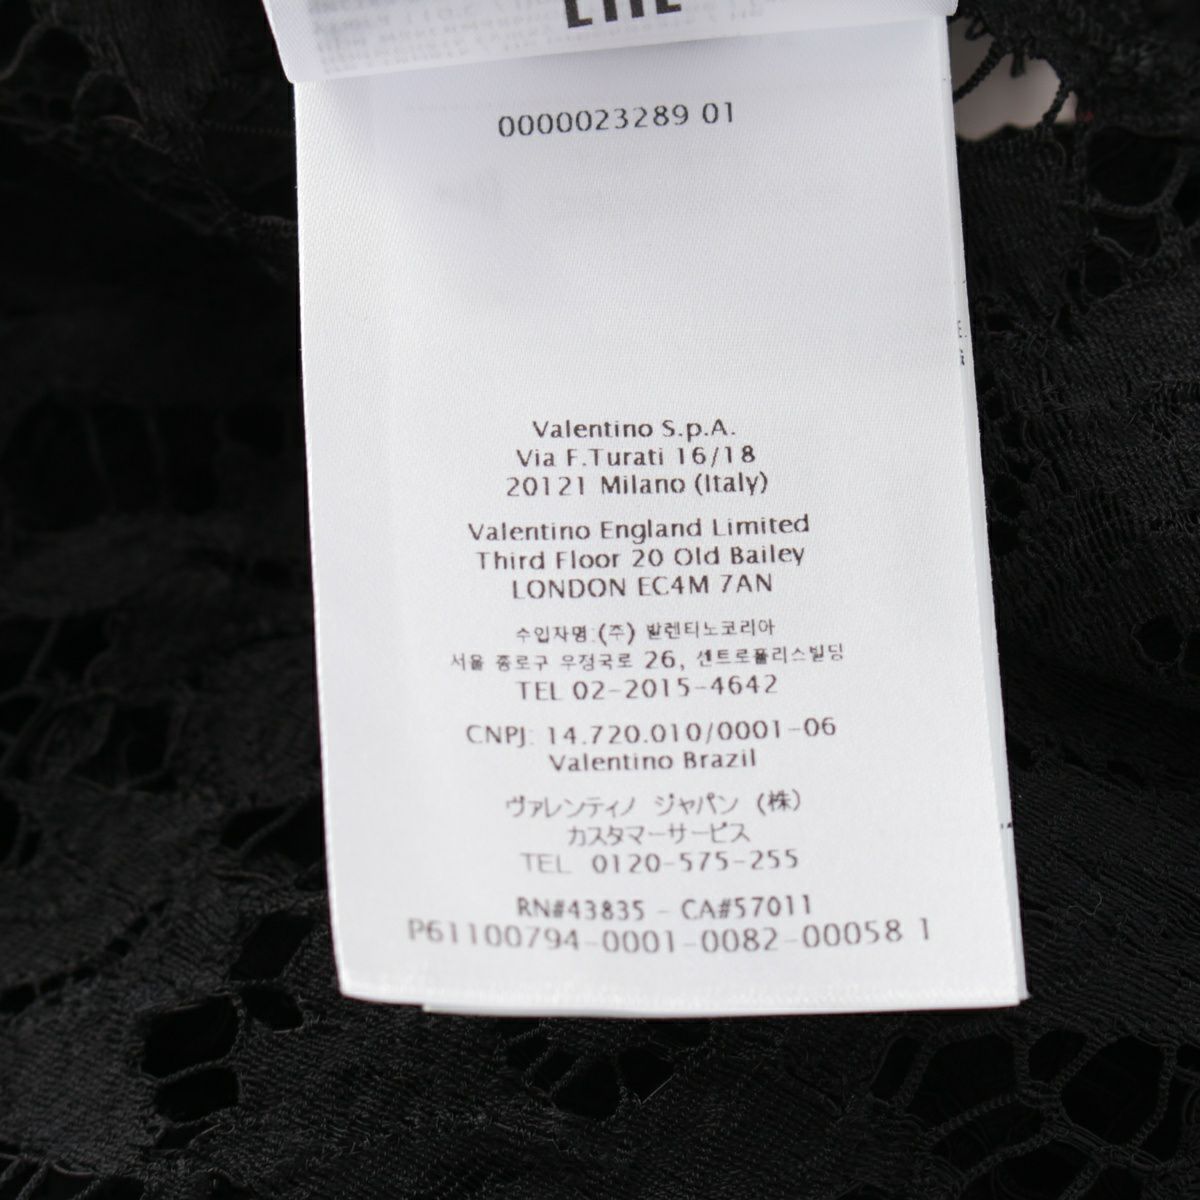 0000023289 01
Valentino S.p.A.
Via F.Turati 16/18
20121 Milano (Italy)
Valentino England Limited
Third Floor 20 Old Bailey
LONDON EC4M 7AN
수입자명:(주) 발렌티노코리아
서울 종로구 우정국로 26, 센트로폴리스빌딩
TEL 02-2015-4642
CNPJ: 14.720.010/0001-06
Valentino Brazil
ヴァレンティノ ジャパン (株)
カスタマーサービス
TEL 0120-575-255
RN#43835 - CA#57011
P61100794-0001-0082-00058 1